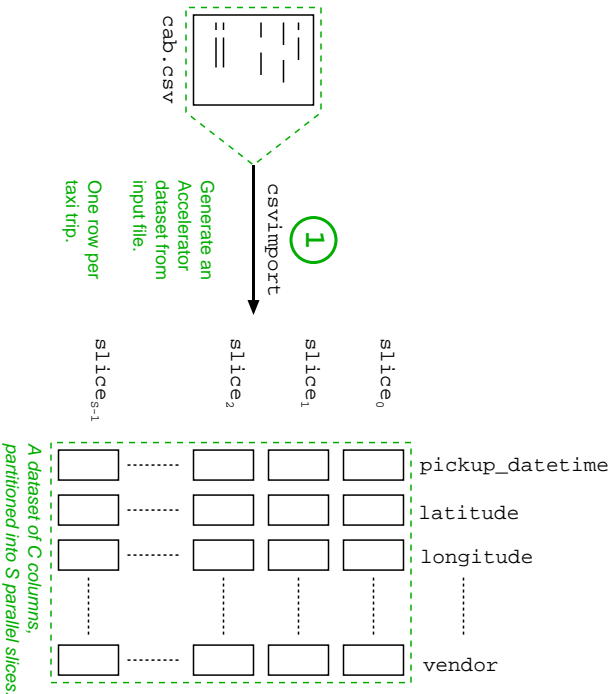 cab.csv
1
csvimport
Generate an
Accelerator
dataset from
input file.
One row per
taxi trip.
slice0
slice1
slice2
sliceS-1
pickup_datetime
latitude
longitude
vendor
A dataset of C columns,
partitioned into S parallel slices.